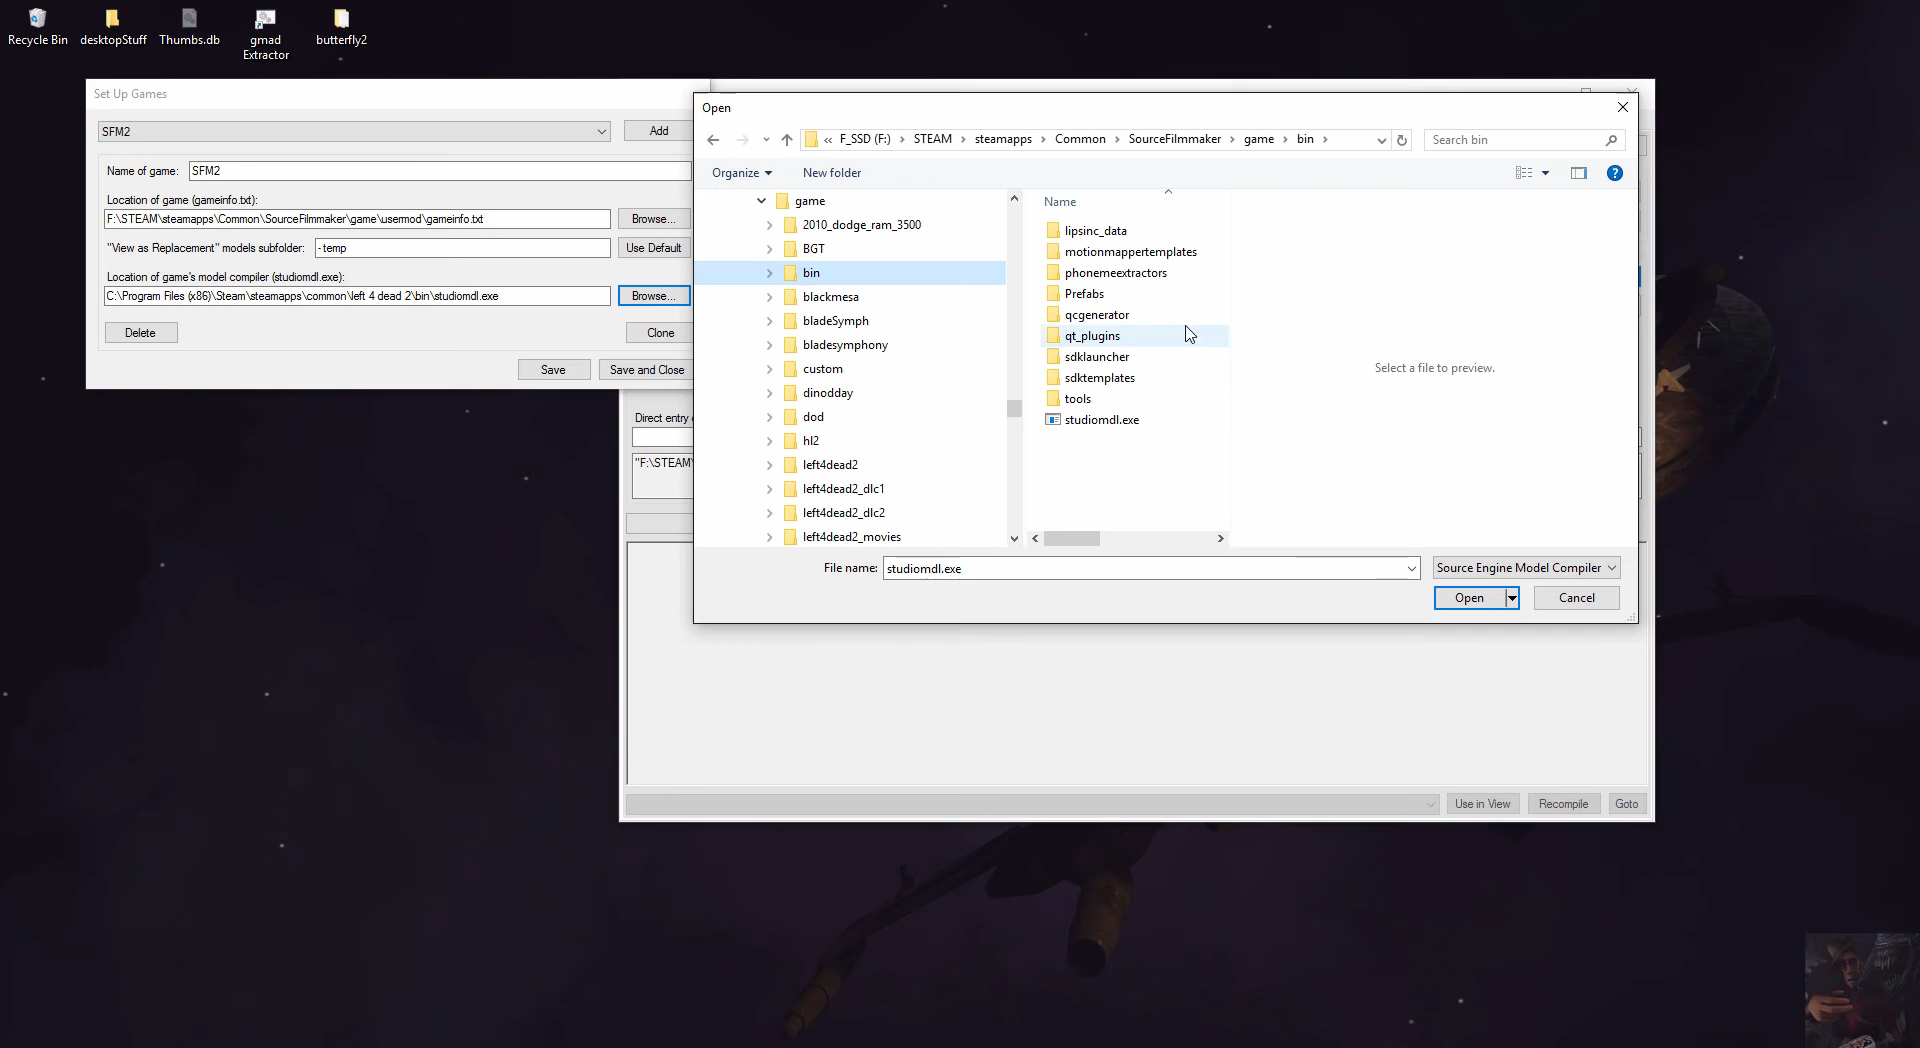 Recycle Bin
desktopStuff
Thumbs.db
gmad
Extractor
butterfly2
Set Up Games
SFM2
Add
Name of game:
SFM2
Location of game (gameinfo.txt):
F:\STEAM\steamapps\Common\SourceFilmmaker\game\usermod\gameinfo.txt
Browse...
"View as Replacement" models subfolder:
-temp
Use Default
Location of game's model compiler (studiomdl.exe):
C:\Program Files (x86)\Steam\steamapps\common\left 4 dead 2\bin\studiomdl.exe
Browse...
Delete
Clone
Save
Save and Close
Direct entry
"F:\STEAM\
Open
« F_SSD (F:) > STEAM > steamapps > Common > SourceFilmmaker > game > bin >
Search bin
Organize
New folder
game
2010_dodge_ram_3500
BGT
bin
blackmesa
bladeSymph
bladesymphony
custom
dinodday
dod
hl2
left4dead2
left4dead2_dlc1
left4dead2_dlc2
left4dead2_movies
Name
lipsinc_data
motionmappertemplates
phonemeextractors
Prefabs
qcgenerator
qt_plugins
sdklauncher
sdktemplates
tools
studiomdl.exe
Select a file to preview.
File name:
studiomdl.exe
Source Engine Model Compiler
Open
Cancel
Use in View
Recompile
Goto